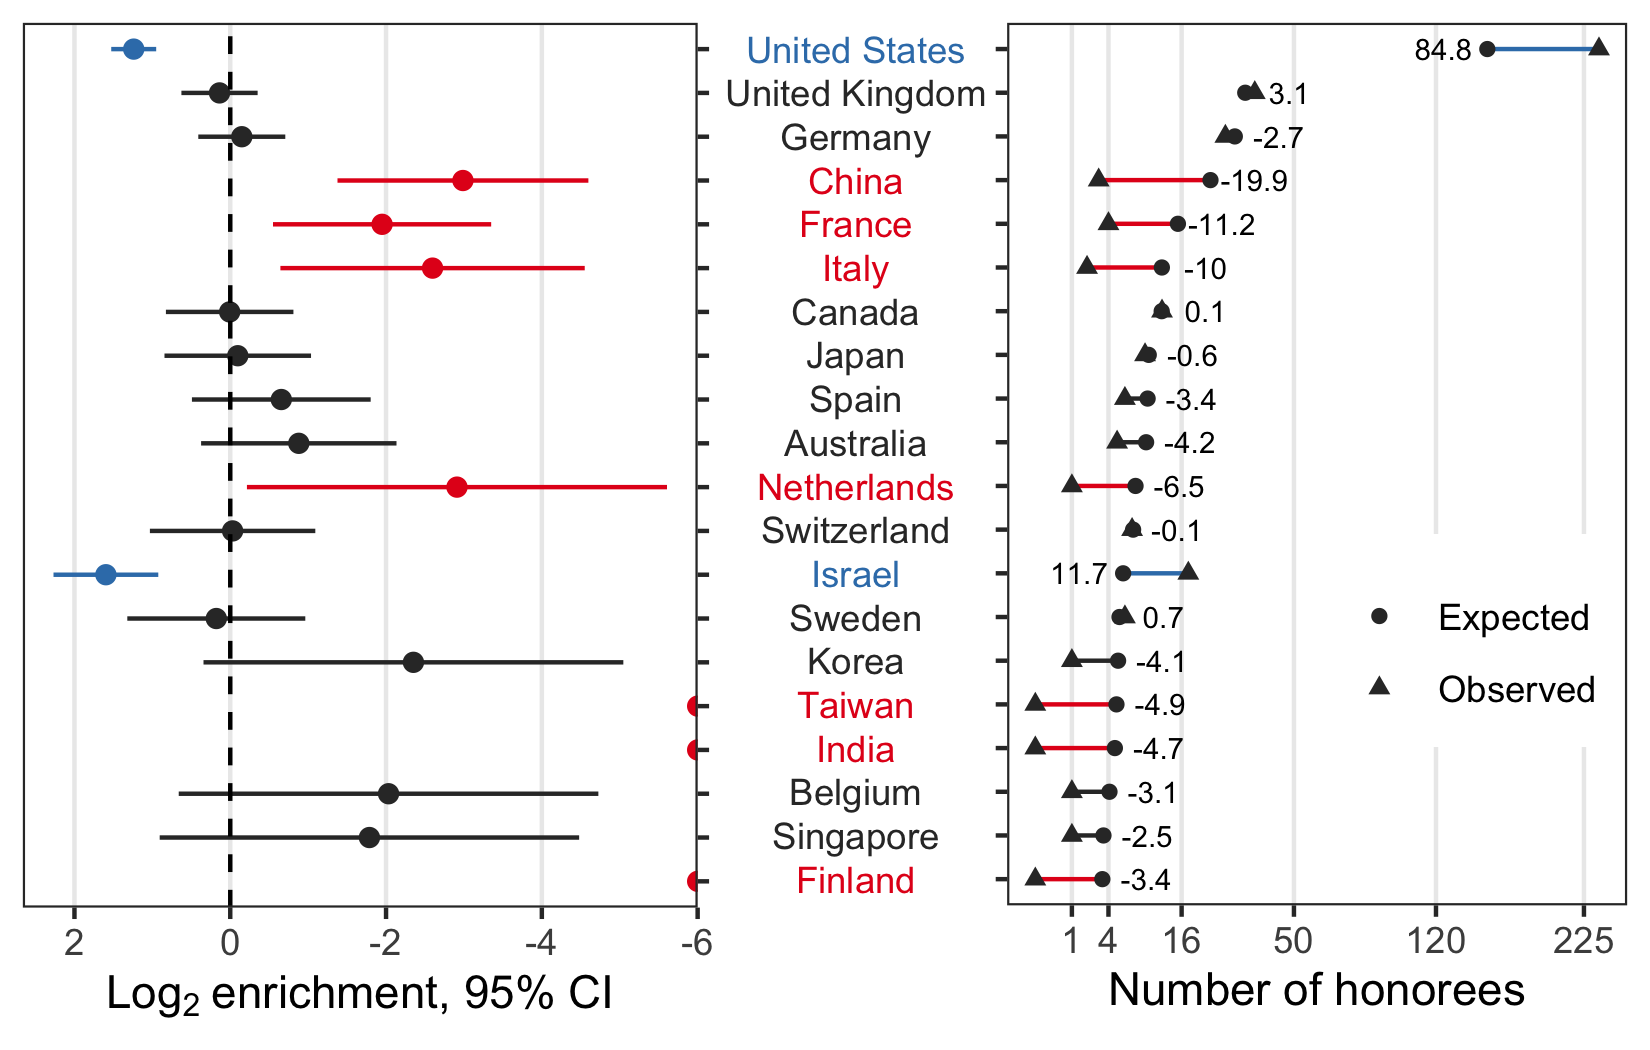 United States 84.8
United Kingdom 3.1
Germany -2.7
China -19.9
France -11.2
Italy -10
Canada 0.1
Japan -0.6
Spain -3.4
Australia -4.2
Netherlands -6.5
Switzerland -0.1
Israel 11.7
Sweden 0.7
Korea -4.1
Taiwan -4.9
India -4.7
Belgium -3.1
Singapore -2.5
Finland -3.4
Expected
Observed
2 0 -2 -4 -6
Log₂ enrichment, 95% CI
1 4 16 50 120 225
Number of honorees